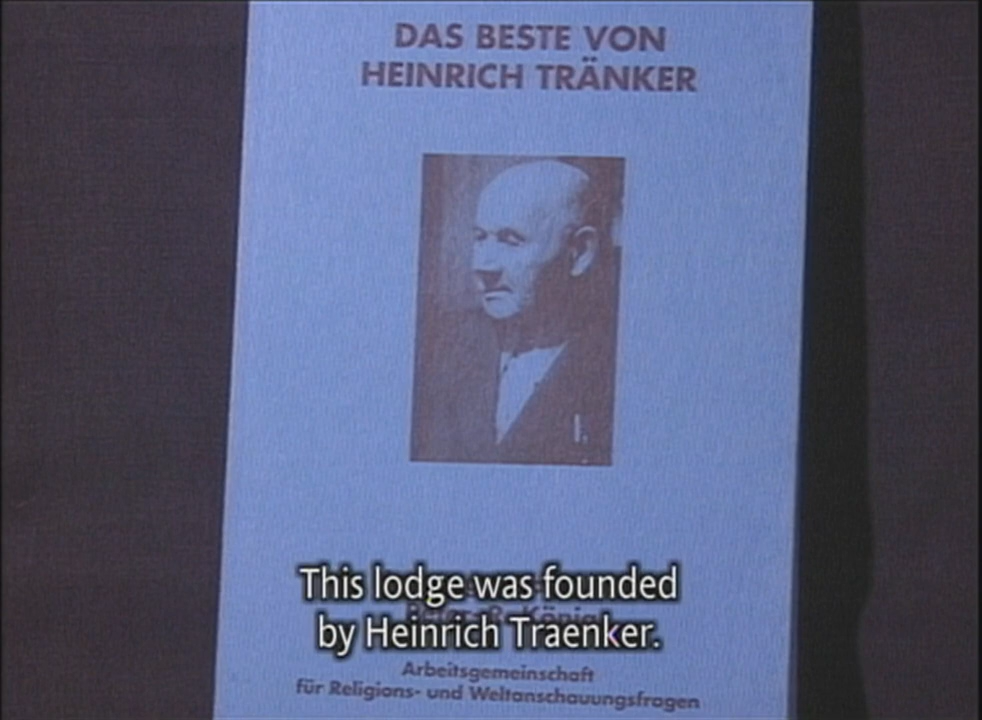 DAS BESTE VON
HEINRICH TRÄNKER
This lodge was founded
by Heinrich Traenker.
Arbeitsgemeinschaft
für Religions- und Weltanschauungsfragen